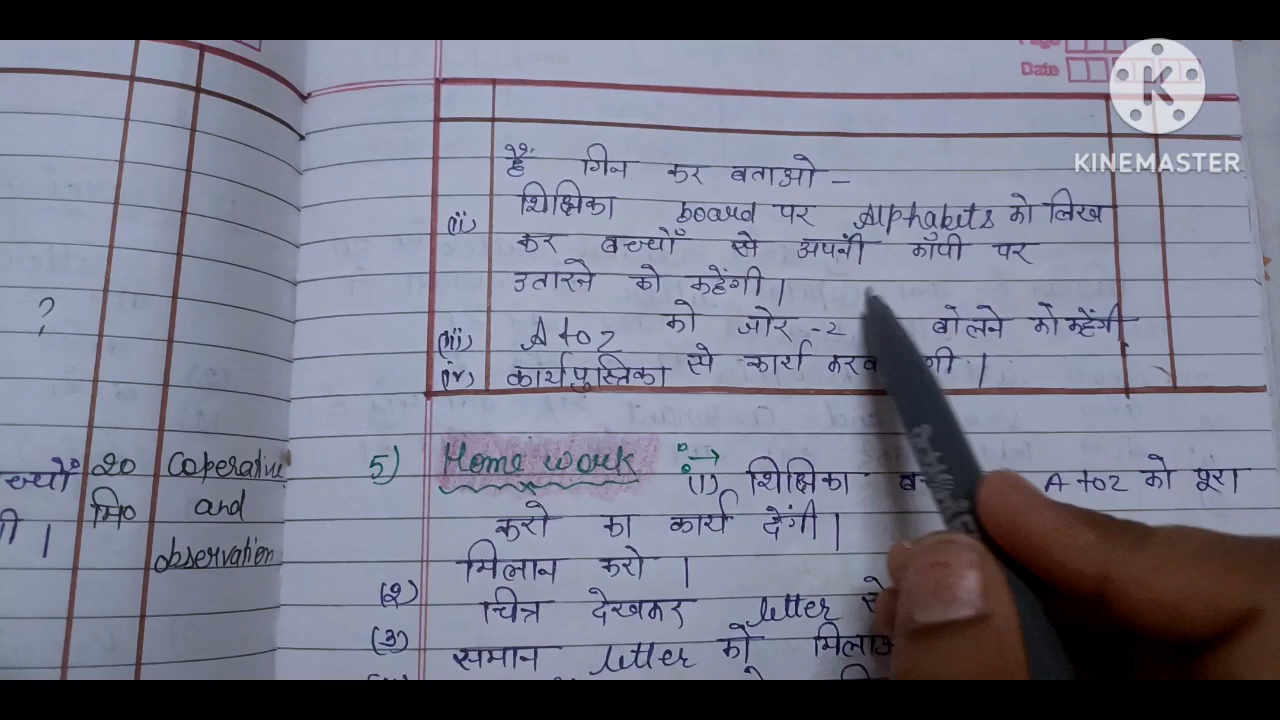 Date
KINEMASTER
हैं गिन कर बताओ –
(ii) शिक्षिका board पर Alphabets को लिख
कर बच्चों से अपनी कॉपी पर
उतारने को कहेंगी।
(iii) A to z को जोर -2 बोलने को कहेंगी
(iv) कार्यपुस्तिका से कार्य करव गी।
?
च्चों 20 Coperative
मि० and
गी। observation
5) Home work :→ (1) शिक्षिका A to z को पूरा
करो का कार्य देंगी।
(2) मिलान करो।
(3) चित्र देखकर letter से
समान letter को मिलाओ